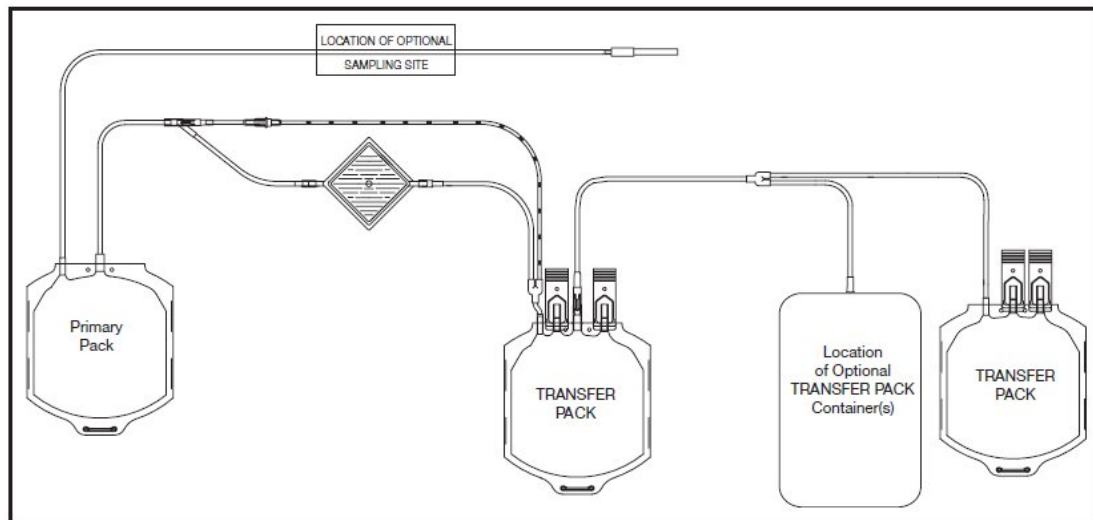 LOCATION OF OPTIONAL
SAMPLING SITE
Primary
Pack
TRANSFER
PACK
Location
of Optional
TRANSFER PACK
Container(s)
TRANSFER
PACK